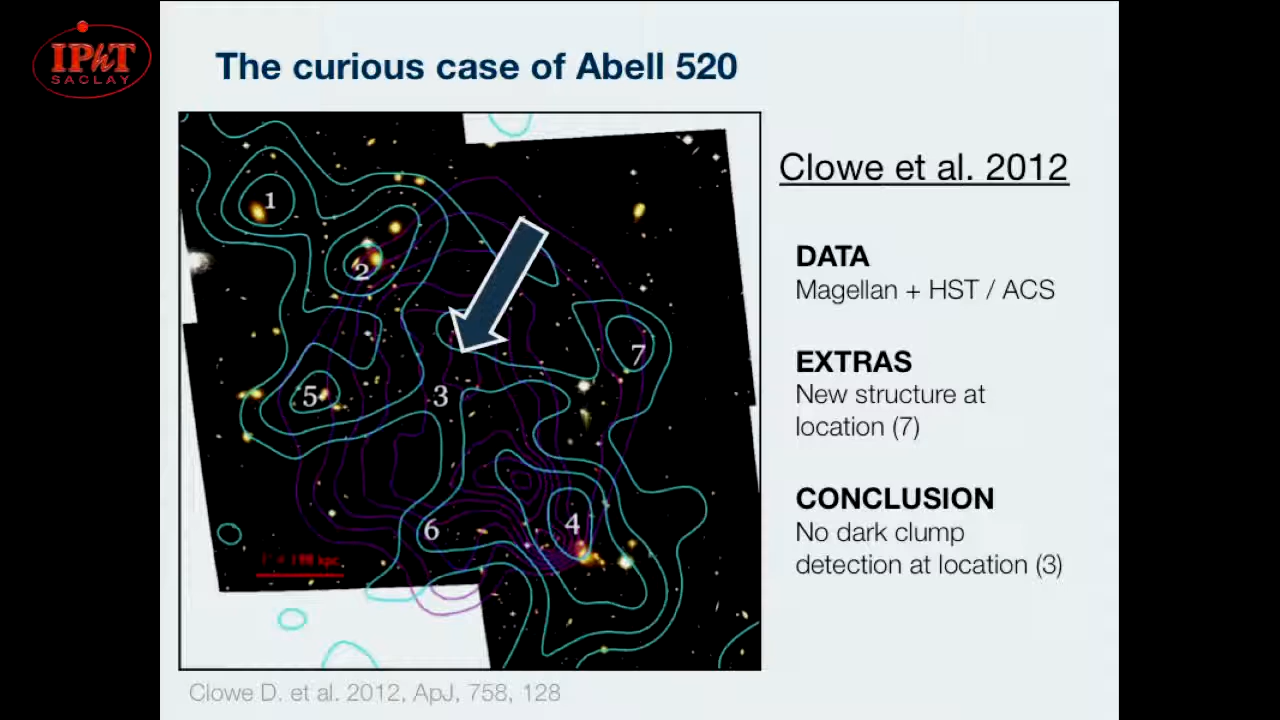 IPhT
SACLAY
The curious case of Abell 520
1
2
3
4
5
6
7
kpc
Clowe et al. 2012
DATA
Magellan + HST / ACS
EXTRAS
New structure at
location (7)
CONCLUSION
No dark clump
detection at location (3)
Clowe D. et al. 2012, ApJ, 758, 128